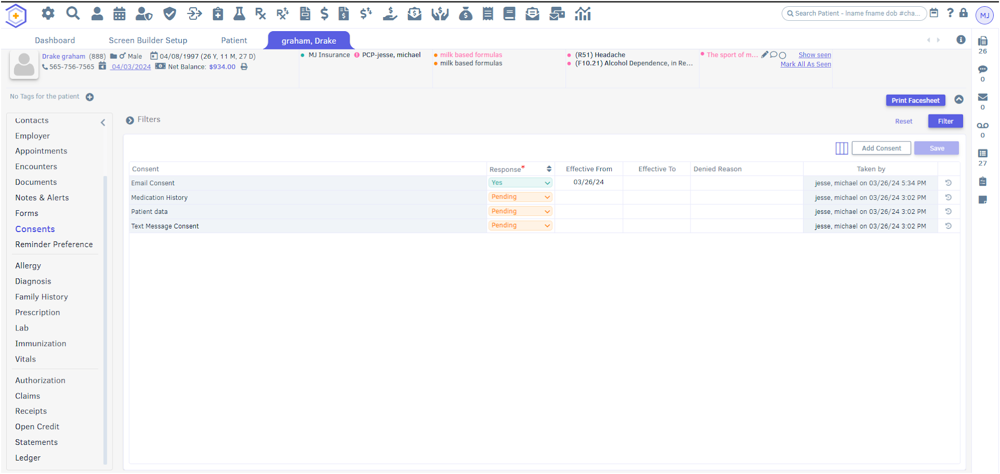 Search Patient - lname fname dob #cha...
MJ
Dashboard
Screen Builder Setup
Patient
graham, Drake
Drake graham (888) Male 04/08/1997 (26 Y, 11 M, 27 D)
565-756-7565 04/03/2024 Net Balance: $934.00
MJ Insurance PCP-jesse, michael
milk based formulas
milk based formulas
(R51) Headache
(F10.21) Alcohol Dependence, in Re...
The sport of m... Show seen
Mark All As Seen
No Tags for the patient
Print Facesheet
26
0
0
0
27
Contacts
Employer
Appointments
Encounters
Documents
Notes & Alerts
Forms
Consents
Reminder Preference
Allergy
Diagnosis
Family History
Prescription
Lab
Immunization
Vitals
Authorization
Claims
Receipts
Open Credit
Statements
Ledger
Filters
Reset
Filter
Add Consent
Save
Consent Response* Effective From Effective To Denied Reason Taken by
Email Consent Yes 03/26/24 jesse, michael on 03/26/24 5:34 PM
Medication History Pending jesse, michael on 03/26/24 3:02 PM
Patient data Pending jesse, michael on 03/26/24 3:02 PM
Text Message Consent Pending jesse, michael on 03/26/24 3:02 PM